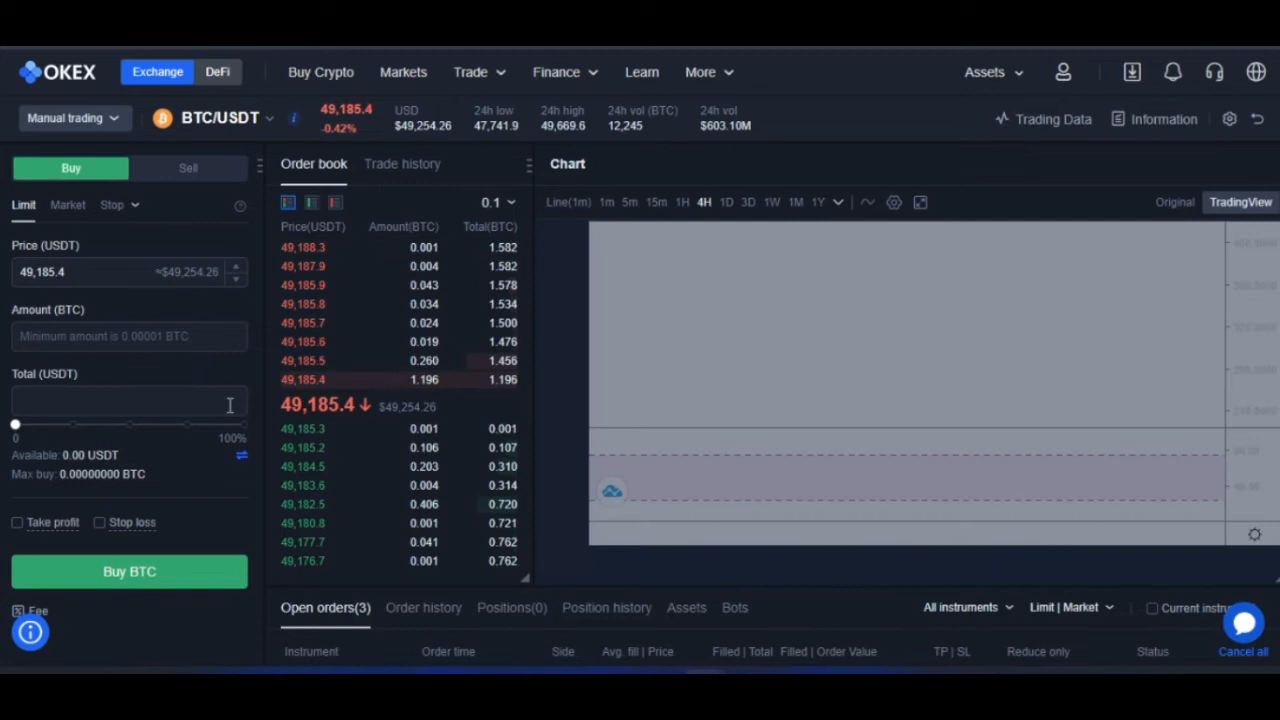 OKEX
Exchange
DeFi
Buy Crypto
Markets
Trade
Finance
Learn
More
Assets
Manual trading
BTC/USDT
49,185.4
-0.42%
USD
$49,254.26
24h low
47,741.9
24h high
49,669.6
24h vol (BTC)
12,245
24h vol
$603.10M
Trading Data
Information
Buy
Sell
Limit
Market
Stop
Price (USDT)
49,185.4
≈$49,254.26
Amount (BTC)
Minimum amount is 0.00001 BTC
Total (USDT)
0
100%
Available: 0.00 USDT
Max buy: 0.00000000 BTC
Take profit
Stop loss
Buy BTC
Fee
Order book
Trade history
0.1
Price(USDT) Amount(BTC) Total(BTC)
49,188.3 0.001 1.582
49,187.9 0.004 1.582
49,185.9 0.043 1.578
49,185.8 0.034 1.534
49,185.7 0.024 1.500
49,185.6 0.019 1.476
49,185.5 0.260 1.456
49,185.4 1.196 1.196
49,185.4 $49,254.26
49,185.3 0.001 0.001
49,185.2 0.106 0.107
49,184.5 0.203 0.310
49,183.6 0.004 0.314
49,182.5 0.406 0.720
49,180.8 0.001 0.721
49,177.7 0.041 0.762
49,176.7 0.001 0.762
Chart
Line(1m) 1m 5m 15m 1H 4H 1D 3D 1W 1M 1Y
Original
TradingView
Open orders(3)
Order history
Positions(0)
Position history
Assets
Bots
All instruments
Limit | Market
Current instru
Instrument
Order time
Side
Avg. fill | Price
Filled | Total
Filled | Order Value
TP | SL
Reduce only
Status
Cancel all